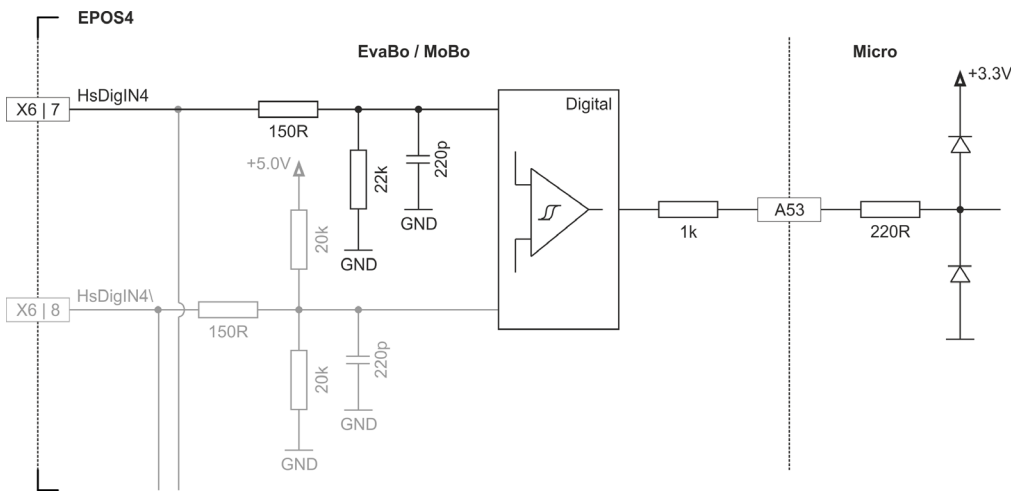 EPOS4
EvaBo / MoBo
Micro
+3.3V
X6 | 7
HsDigIN4
150R
22k
220p
GND
GND
Digital
+5.0V
20k
1k
A53
220R
X6 | 8
HsDigIN4\
150R
20k
220p
GND
GND